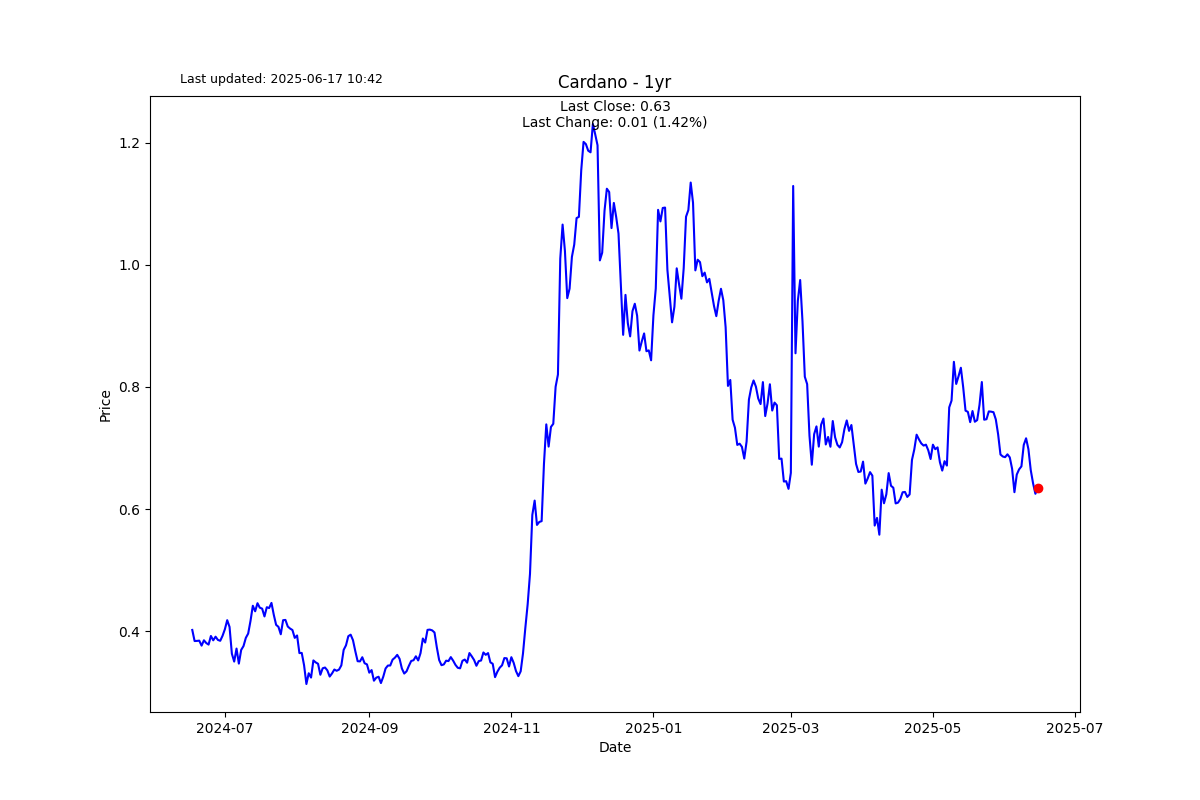 Last updated: 2025-06-17 10:42
Cardano - 1yr
Last Close: 0.63
Last Change: 0.01 (1.42%)
1.2
1.0
0.8
0.6
0.4
Price
2024-07
2024-09
2024-11
2025-01
2025-03
2025-05
2025-07
Date